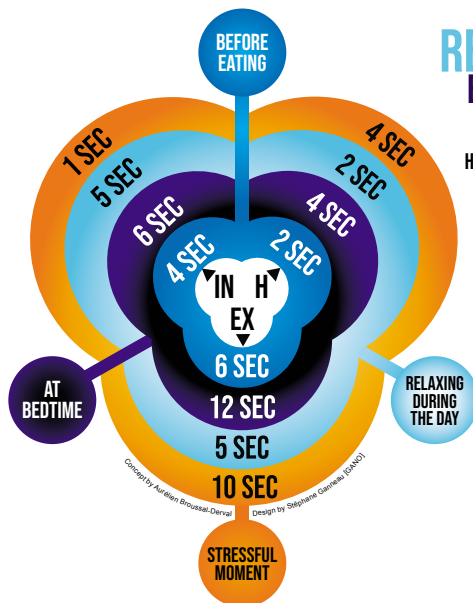 BEFORE
EATING
1 SEC
4 SEC
5 SEC
2 SEC
6 SEC
4 SEC
4 SEC
2 SEC
IN H
EX
6 SEC
12 SEC
5 SEC
10 SEC
AT
BEDTIME
RELAXING
DURING
THE DAY
Concept by Aurélien Broussal-Derval
Design by Stéphane Ganneau [GANO]
STRESSFUL
MOMENT